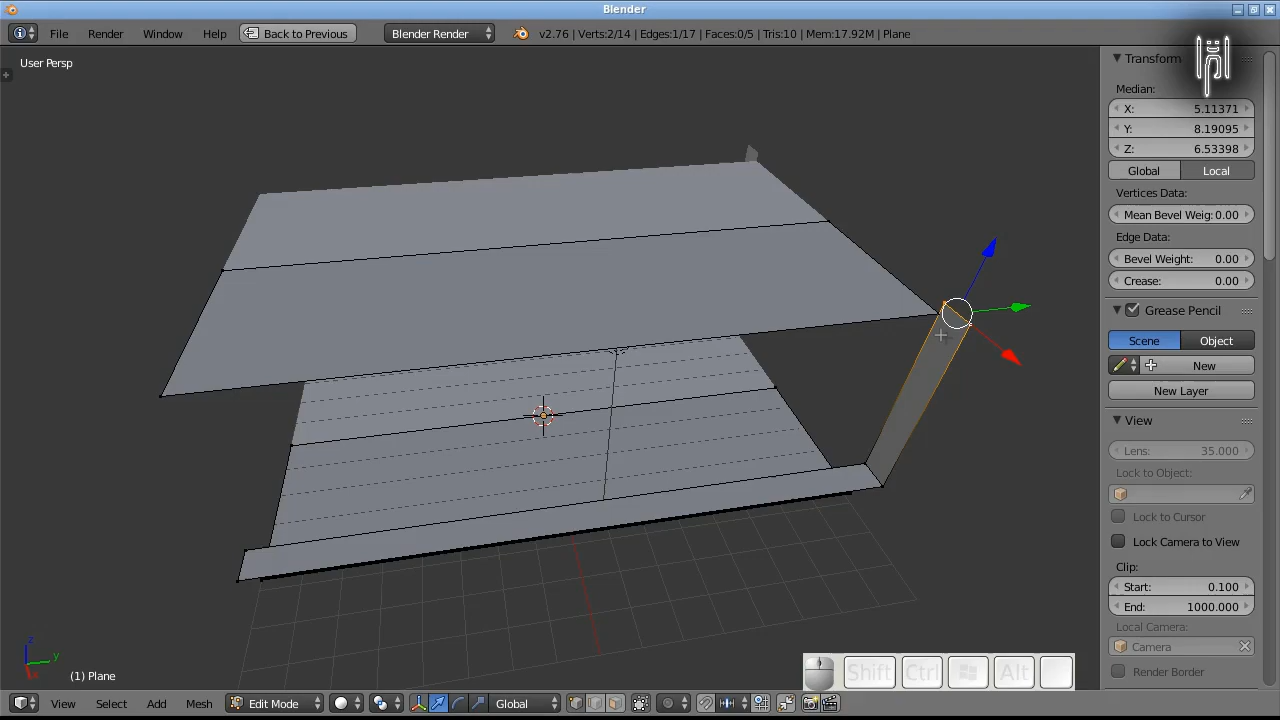 Blender
File Render Window Help Back to Previous Blender Render v2.76 | Verts:2/14 | Edges:1/17 | Faces:0/5 | Tris:10 | Mem:17.92M | Plane
User Persp
Transform
Median:
X: 5.11371
Y: 8.19095
Z: 6.53398
Global Local
Vertices Data:
Mean Bevel Weig: 0.00
Edge Data:
Bevel Weight: 0.00
Crease: 0.00
Grease Pencil
Scene Object
New
New Layer
View
Lens: 35.000
Lock to Object:
Lock to Cursor
Lock Camera to View
Clip:
Start: 0.100
End: 1000.000
Local Camera:
Camera
Render Border
z
y
x
(1) Plane
Shift Ctrl Alt
View Select Add Mesh Edit Mode Global